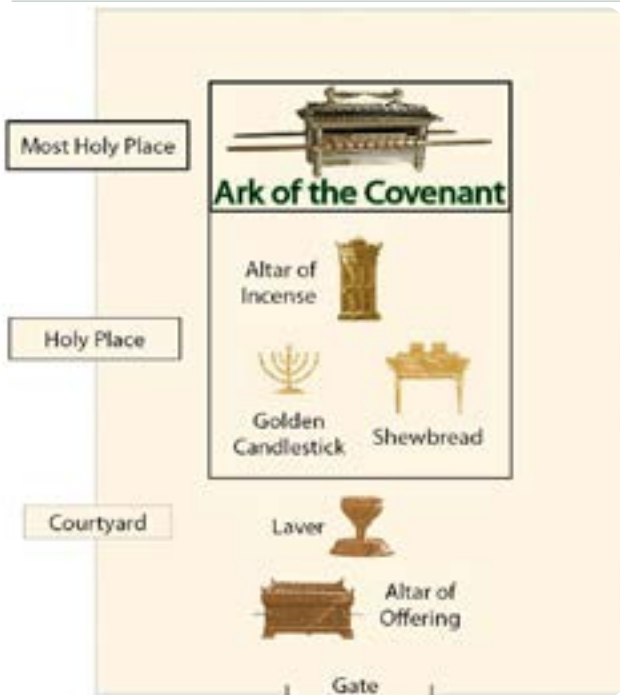 Most Holy Place
Ark of the Covenant
Altar of
Incense
Holy Place
Golden
Candlestick
Shewbread
Courtyard
Laver
Altar of
Offering
Gate